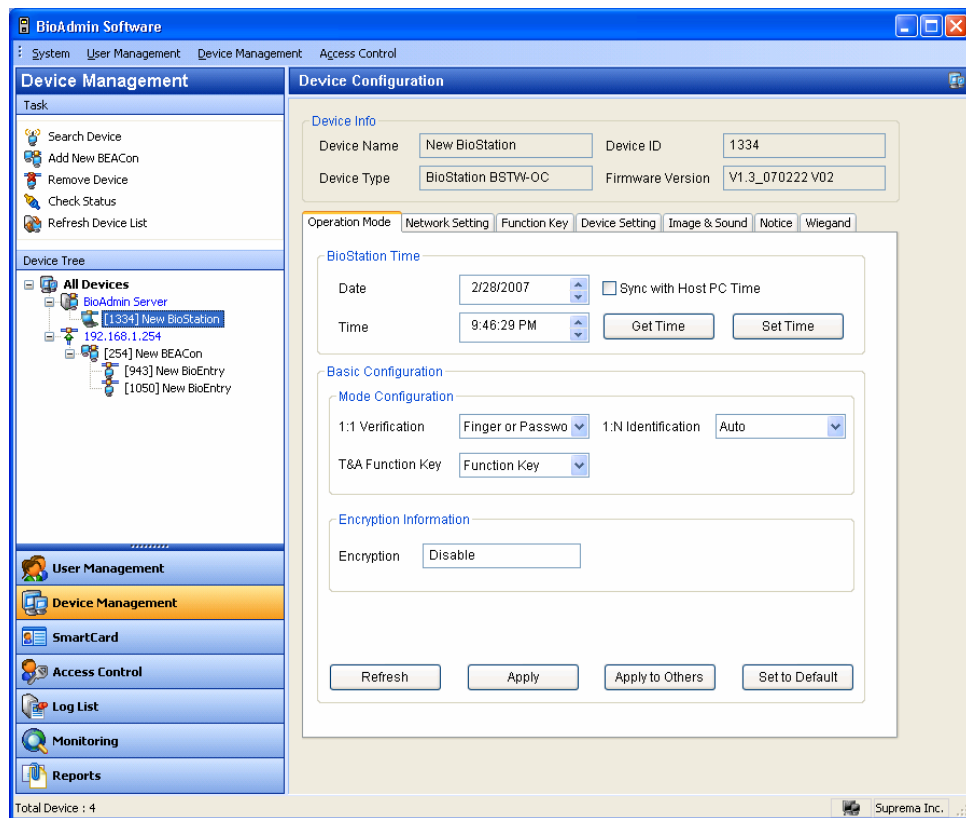 BioAdmin Software
System User Management Device Management Access Control
Device Management
Task
Search Device
Add New BEACon
Remove Device
Check Status
Refresh Device List
Device Tree
All Devices
BioAdmin Server
[1334] New BioStation
192.168.1.254
[254] New BEACon
[943] New BioEntry
[1050] New BioEntry
User Management
Device Management
SmartCard
Access Control
Log List
Monitoring
Reports
Device Configuration
Device Info
Device Name New BioStation Device ID 1334
Device Type BioStation BSTW-OC Firmware Version V1.3_070222 V02
Operation Mode Network Setting Function Key Device Setting Image & Sound Notice Wiegand
BioStation Time
Date 2/28/2007 Sync with Host PC Time
Time 9:46:29 PM Get Time Set Time
Basic Configuration
Mode Configuration
1:1 Verification Finger or Passwo 1:N Identification Auto
T&A Function Key Function Key
Encryption Information
Encryption Disable
Refresh Apply Apply to Others Set to Default
Total Device : 4 Suprema Inc.